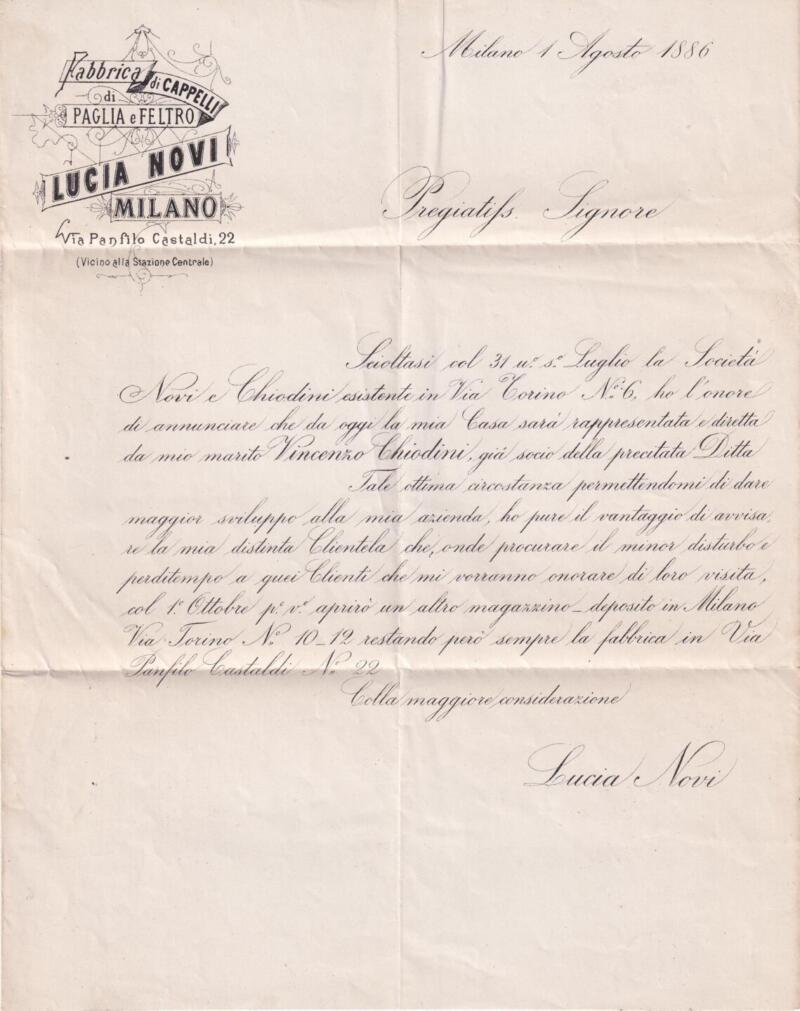 Fabbrica
di CAPPELLI
di
PAGLIA e FELTRO
LUCIA NOVI
MILANO
Via Panfilo Castaldi, 22
(Vicino alla Stazione Centrale)
Milano 1 Agosto 1886
Pregiatiss. Signore
Scioltasi col 31 u.º s.º Luglio la Società
Novi e Chiodini esistente in Via Torino N.º 6, ho l'onore
di annunciare che da oggi la mia Casa sarà rappresentata e diretta
da mio marito Vincenzo Chiodini, già socio della precitata Ditta
Tale ottima circostanza permettendomi di dare
maggior sviluppo alla mia azienda, ho pure il vantaggio di avvisa,
re la mia distinta Clientela che, onde procurare il minor disturbo e
perditempo a quei Clienti che mi vorranno onorare di loro visita,
col 1.º Ottobre p.º v.º aprirò un altro magazzino_deposito in Milano
Via Torino N.º 10_12 restando però sempre la fabbrica in Via
Panfilo Castaldi N.º 22
Colla maggiore considerazione
Lucia Novi